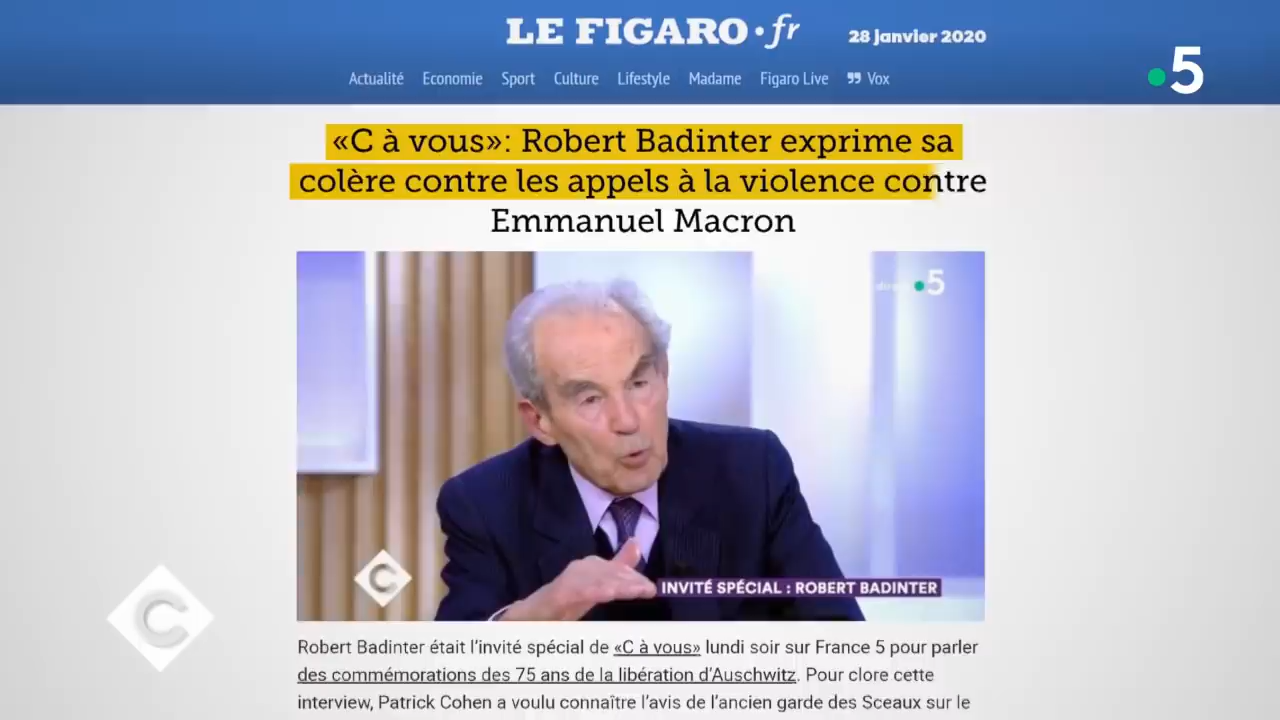 LE FIGARO·fr
28 janvier 2020
5
Actualité Economie Sport Culture Lifestyle Madame Figaro Live Vox
«C à vous»: Robert Badinter exprime sa
colère contre les appels à la violence contre
Emmanuel Macron
5
C
INVITÉ SPÉCIAL : ROBERT BADINTER
C
Robert Badinter était l'invité spécial de «C à vous» lundi soir sur France 5 pour parler
des commémorations des 75 ans de la libération d'Auschwitz. Pour clore cette
interview, Patrick Cohen a voulu connaître l'avis de l'ancien garde des Sceaux sur le